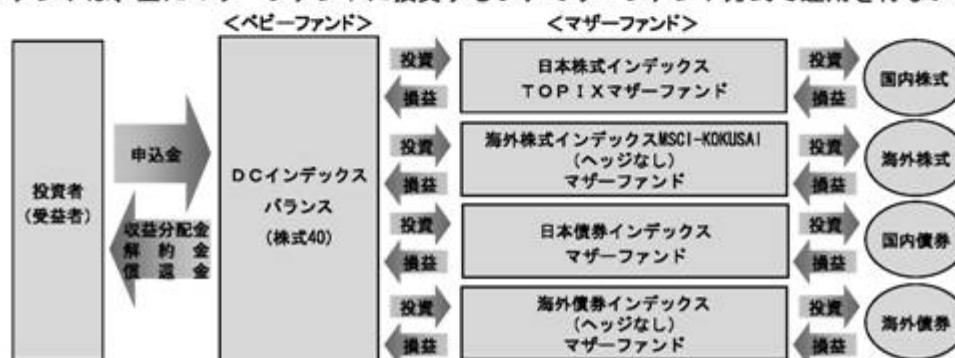 ＜ベビーファンド＞
＜マザーファンド＞
投資者
（受益者）
申込金
収益分配金
解約金
償還金
ＤＣインデックス
バランス
（株式40）
投資
損益
日本株式インデックス
ＴＯＰＩＸマザーファンド
投資
損益
国内株式
投資
損益
海外株式インデックスMSCI-KOKUSAI
（ヘッジなし）
マザーファンド
投資
損益
海外株式
投資
損益
日本債券インデックス
マザーファンド
投資
損益
国内債券
投資
損益
海外債券インデックス
（ヘッジなし）
マザーファンド
投資
損益
海外債券